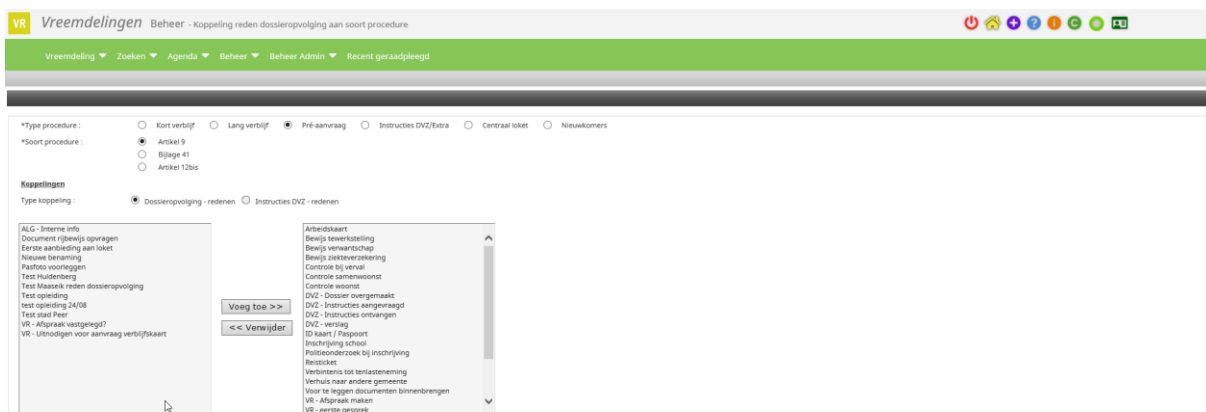 VR Vreemdelingen Beheer - Koppeling reden dossieropvolging aan soort procedure
Vreemdeling Zoeken Agenda Beheer Beheer Admin Recent geraadpleegd
*Type procedure : Kort verblijf Lang verblijf Pré-aanvraag Instructies DVZ/Extra Centraal loket Nieuwkomers
*Soort procedure : Artikel 9
Bijlage 41
Artikel 12bis
Koppelingen
Type koppeling : Dossieropvolging - redenen Instructies DVZ - redenen
ALG - Interne info
Document rijbewijs opvragen
Eerste aanbieding aan loket
Nieuwe benaming
Pasfoto voorleggen
Test Huldenberg
Test Maaseik reden dossieropvolging
Test opleiding
test opleiding 24/08
Test stad Peer
VR - Afspraak vastgelegd?
VR - Uitnodigen voor aanvraag verblijfskaart
Voeg toe >>
<< Verwijder
Arbeidskaart
Bewijs tewerkstelling
Bewijs verwantschap
Bewijs ziekteverzekering
Controle bij verval
Controle samenwoonst
Controle woonst
DVZ - Dossier overgemaakt
DVZ - Instructies aangevraagd
DVZ - Instructies ontvangen
DVZ - verslag
ID kaart / Paspoort
Inschrijving school
Politieonderzoek bij inschrijving
Reisticket
Verbintenis tot tenlasteneming
Verhuis naar andere gemeente
Voor te leggen documenten binnenbrengen
VR - Afspraak maken
VR - eerste gesprek